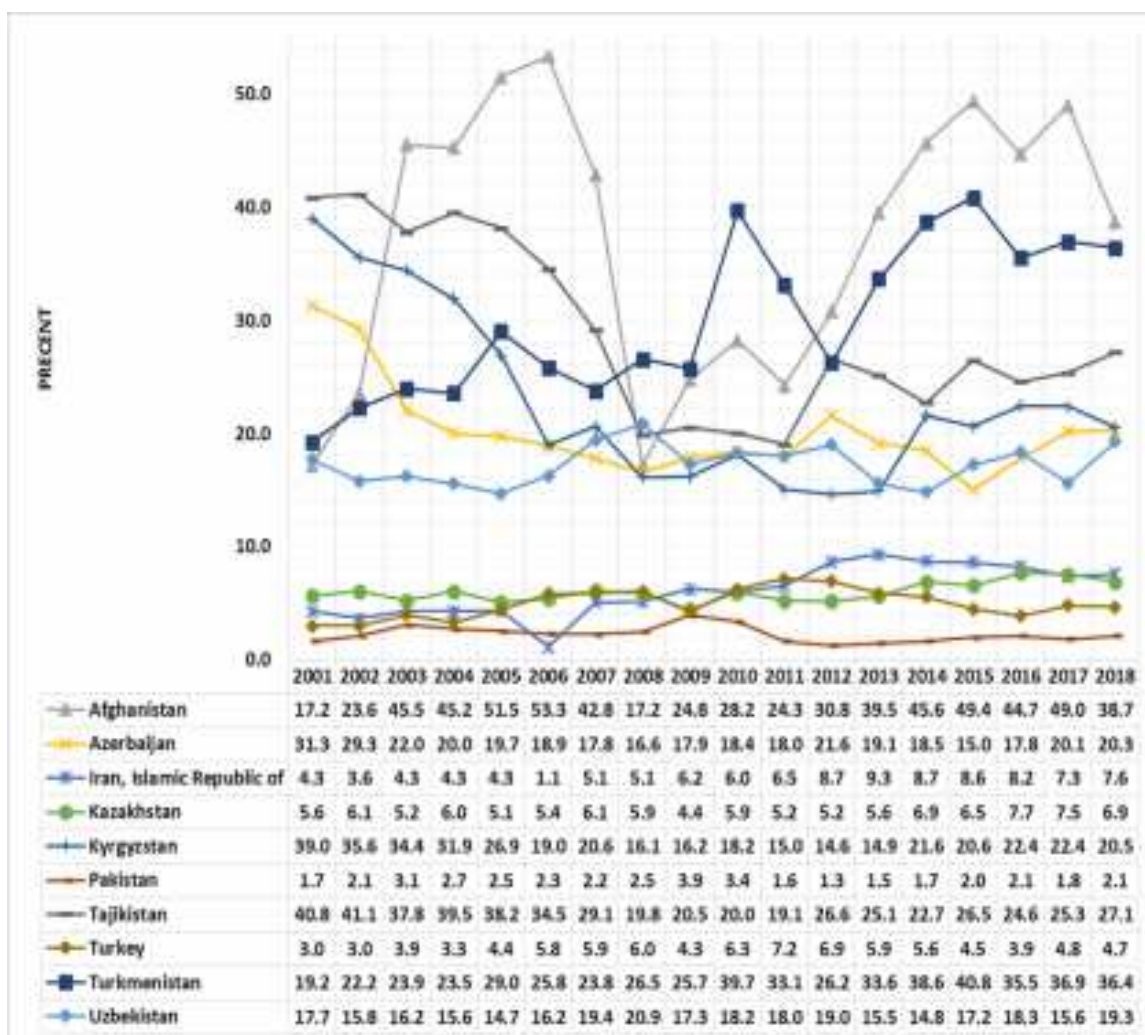 50.0
40.0
30.0
20.0
10.0
0.0
PRECENT
2001 2002 2003 2004 2005 2006 2007 2008 2009 2010 2011 2012 2013 2014 2015 2016 2017 2018
Afghanistan 17.2 23.6 45.5 45.2 51.5 53.3 42.8 17.2 24.8 28.2 24.3 30.8 39.5 45.6 49.4 44.7 49.0 38.7
Azerbaijan 31.3 29.3 22.0 20.0 19.7 18.9 17.8 16.6 17.9 18.4 18.0 21.6 19.1 18.5 15.0 17.8 20.1 20.3
Iran, Islamic Republic of 4.3 3.6 4.3 4.3 4.3 1.1 5.1 5.1 6.2 6.0 6.5 8.7 9.3 8.7 8.6 8.2 7.3 7.6
Kazakhstan 5.6 6.1 5.2 6.0 5.1 5.4 6.1 5.9 4.4 5.9 5.2 5.2 5.6 6.9 6.5 7.7 7.5 6.9
Kyrgyzstan 39.0 35.6 34.4 31.9 26.9 19.0 20.6 16.1 16.2 18.2 15.0 14.6 14.9 21.6 20.6 22.4 22.4 20.5
Pakistan 1.7 2.1 3.1 2.7 2.5 2.3 2.2 2.5 3.9 3.4 1.6 1.3 1.5 1.7 2.0 2.1 1.8 2.1
Tajikistan 40.8 41.1 37.8 39.5 38.2 34.5 29.1 19.8 20.5 20.0 19.1 26.6 25.1 22.7 26.5 24.6 25.3 27.1
Turkey 3.0 3.0 3.9 3.3 4.4 5.8 5.9 6.0 4.3 6.3 7.2 6.9 5.9 5.6 4.5 3.9 4.8 4.7
Turkmenistan 19.2 22.2 23.9 23.5 29.0 25.8 23.8 26.5 25.7 39.7 33.1 26.2 33.6 38.6 40.8 35.5 36.9 36.4
Uzbekistan 17.7 15.8 16.2 15.6 14.7 16.2 19.4 20.9 17.3 18.2 18.0 19.0 15.5 14.8 17.2 18.3 15.6 19.3